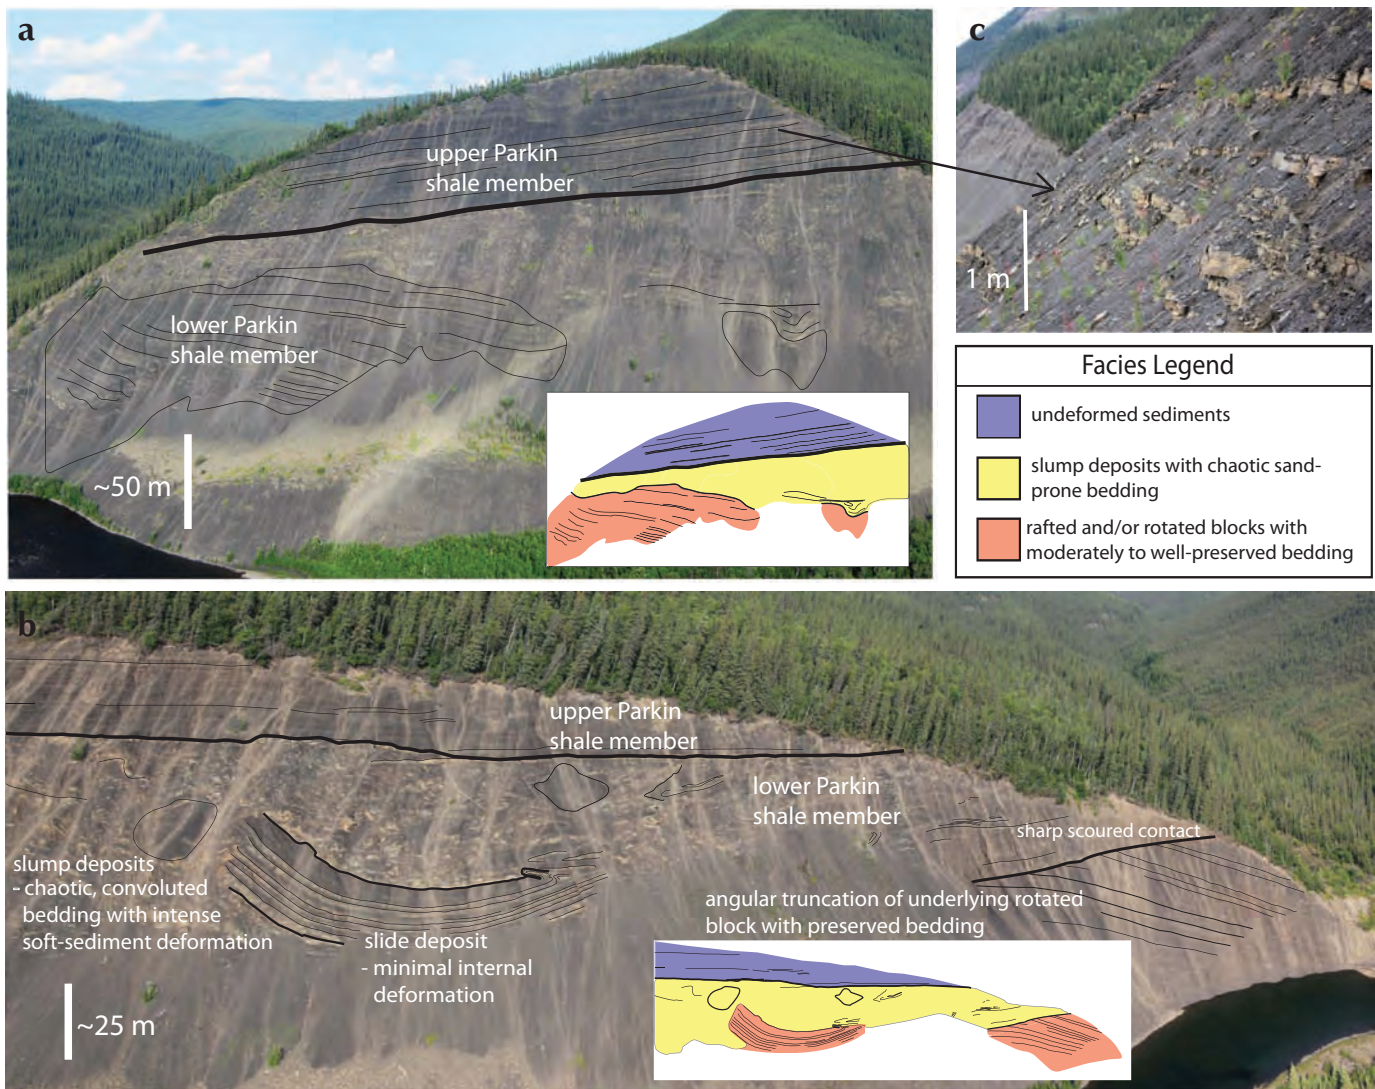 a
upper Parkin
shale member
lower Parkin
shale member
~50 m
c
1 m
Facies Legend
undeformed sediments
slump deposits with chaotic sand-
prone bedding
rafted and/or rotated blocks with
moderately to well-preserved bedding
b
upper Parkin
shale member
lower Parkin
shale member
sharp scoured contact
slump deposits
- chaotic, convoluted
bedding with intense
soft-sediment deformation
slide deposit
- minimal internal
deformation
angular truncation of underlying rotated
block with preserved bedding
~25 m